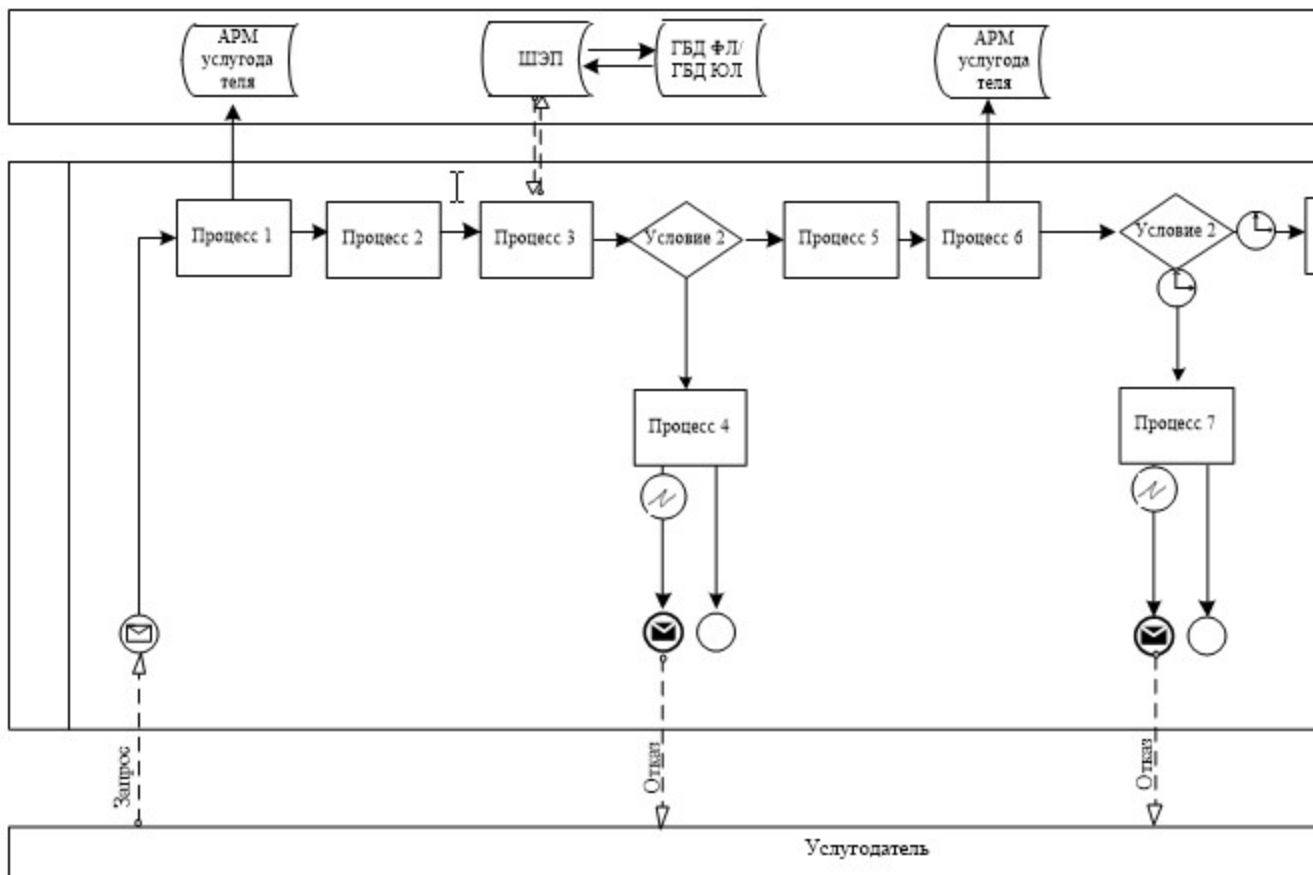 АРМ
услугода
теля
ШЭП
ГБД ФЛ/
ГБД ЮЛ
АРМ
услугода
теля
Процесс 1
Процесс 2
Процесс 3
Условие 2
Процесс 5
Процесс 6
Условие 2
Процесс 4
Процесс 7
Запрос
Отказ
Отказ
Услугодатель